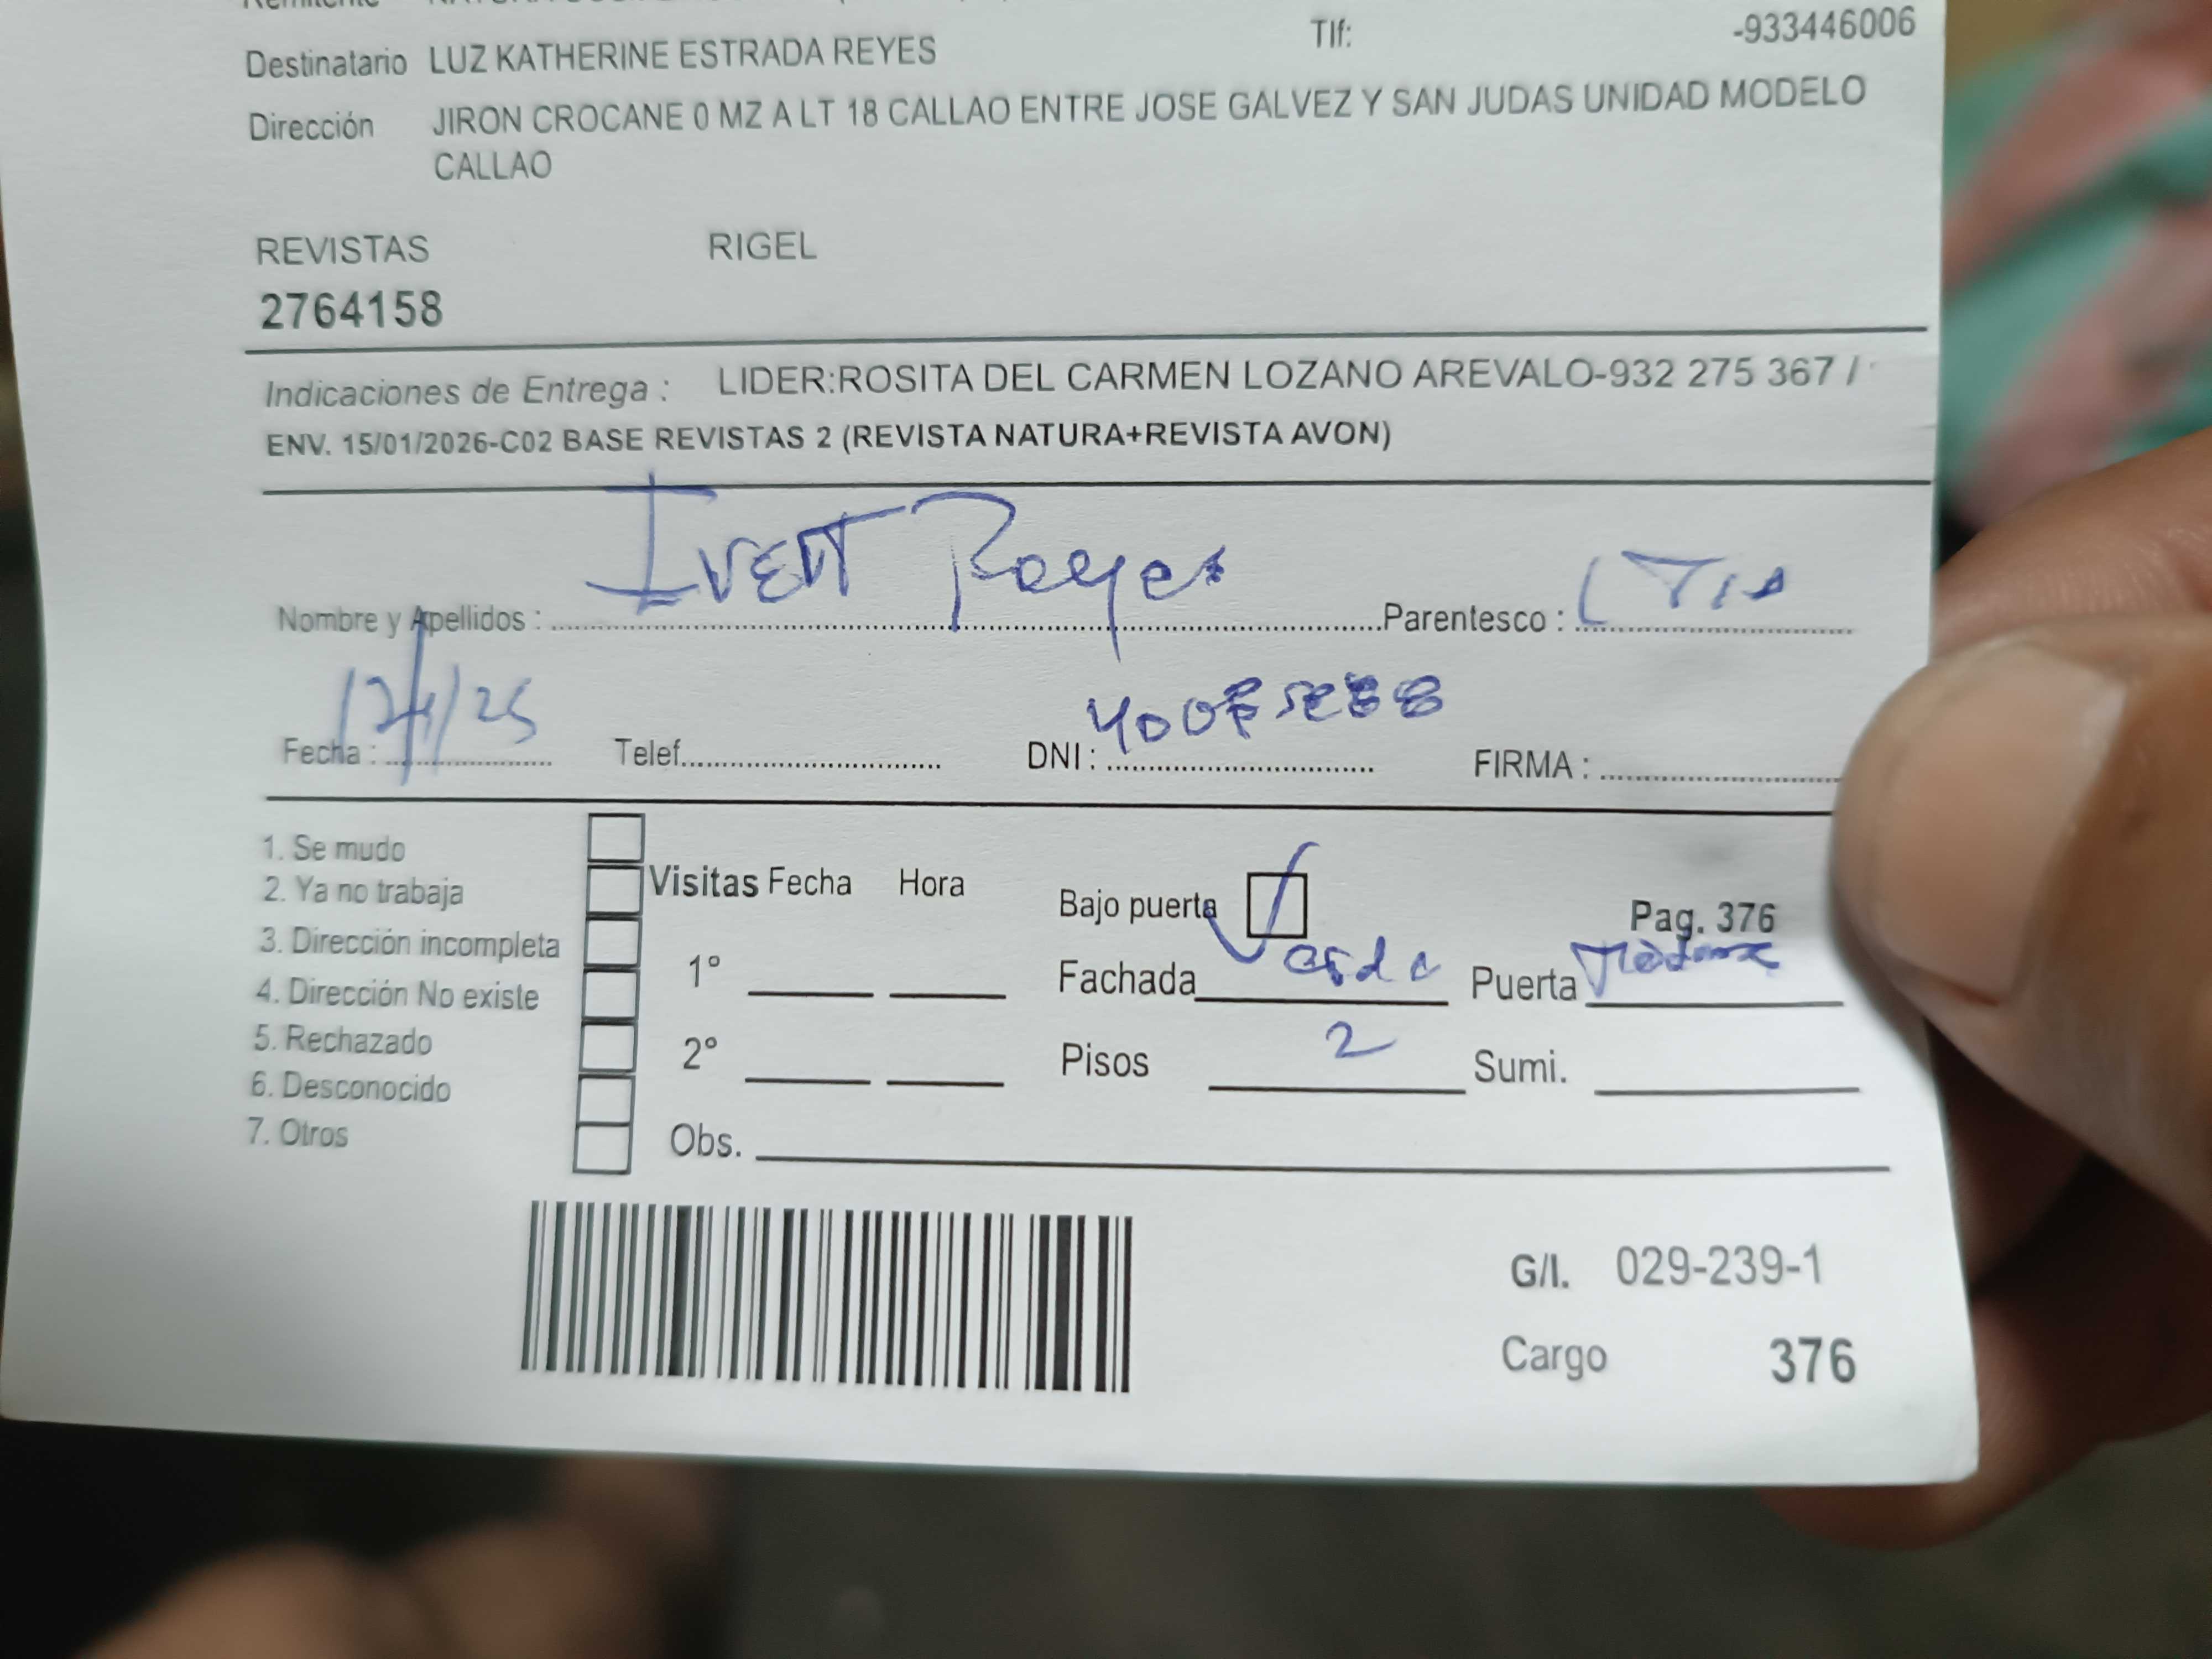 Remitente
Destinatario LUZ KATHERINE ESTRADA REYES Tlf: -933446006
Dirección JIRON CROCANE 0 MZ A LT 18 CALLAO ENTRE JOSE GALVEZ Y SAN JUDAS UNIDAD MODELO
CALLAO
REVISTAS RIGEL
2764158
Indicaciones de Entrega : LIDER:ROSITA DEL CARMEN LOZANO AREVALO-932 275 367 /
ENV. 15/01/2026-C02 BASE REVISTAS 2 (REVISTA NATURA+REVISTA AVON)
Nombre y Apellidos : Ivett Reyes Parentesco : Tia
Fecha : Telef. DNI : FIRMA :
1. Se mudo
2. Ya no trabaja
3. Dirección incompleta
4. Dirección No existe
5. Rechazado
6. Desconocido
7. Otros
Visitas Fecha Hora
1°
2°
Obs.
Bajo puerta Pag. 376
Fachada Verde Puerta
Pisos 2 Sumi.
G/I. 029-239-1
Cargo 376